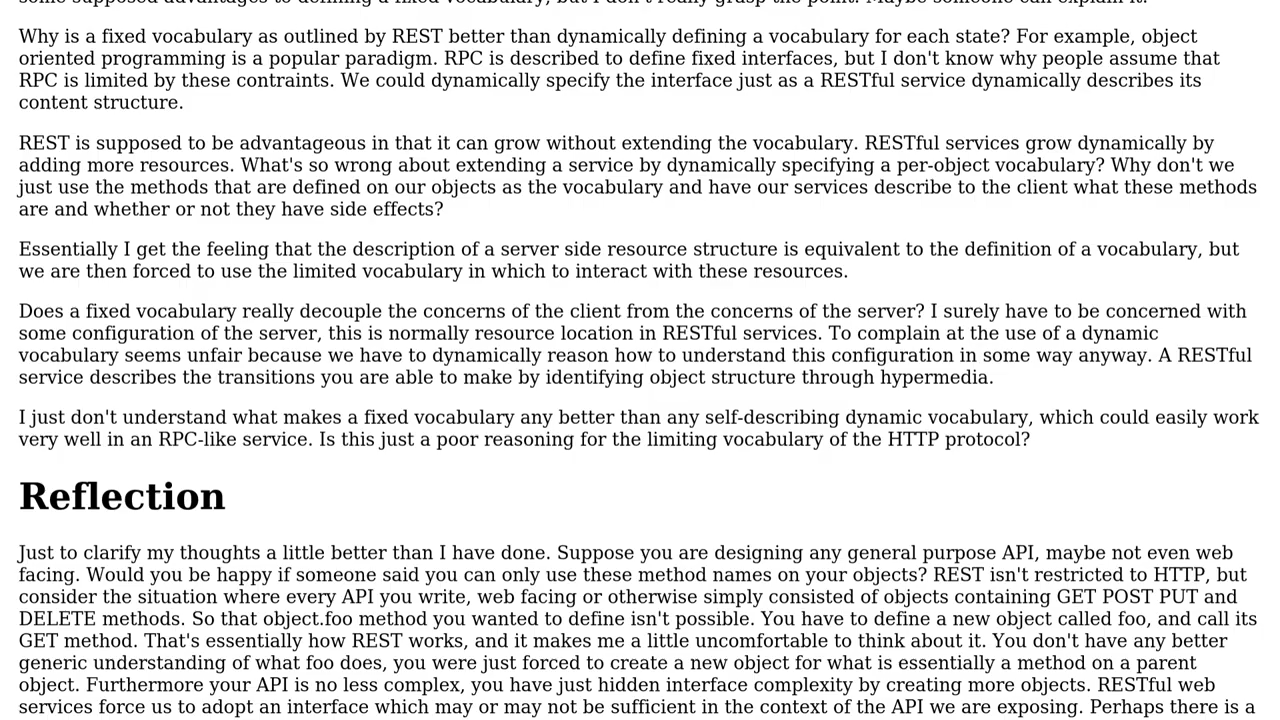 some supposed advantages to defining a fixed vocabulary, but I don't really grasp the point. Maybe someone can explain it.
Why is a fixed vocabulary as outlined by REST better than dynamically defining a vocabulary for each state? For example, object
oriented programming is a popular paradigm. RPC is described to define fixed interfaces, but I don't know why people assume that
RPC is limited by these contraints. We could dynamically specify the interface just as a RESTful service dynamically describes its
content structure.
REST is supposed to be advantageous in that it can grow without extending the vocabulary. RESTful services grow dynamically by
adding more resources. What's so wrong about extending a service by dynamically specifying a per-object vocabulary? Why don't we
just use the methods that are defined on our objects as the vocabulary and have our services describe to the client what these methods
are and whether or not they have side effects?
Essentially I get the feeling that the description of a server side resource structure is equivalent to the definition of a vocabulary, but
we are then forced to use the limited vocabulary in which to interact with these resources.
Does a fixed vocabulary really decouple the concerns of the client from the concerns of the server? I surely have to be concerned with
some configuration of the server, this is normally resource location in RESTful services. To complain at the use of a dynamic
vocabulary seems unfair because we have to dynamically reason how to understand this configuration in some way anyway. A RESTful
service describes the transitions you are able to make by identifying object structure through hypermedia.
I just don't understand what makes a fixed vocabulary any better than any self-describing dynamic vocabulary, which could easily work
very well in an RPC-like service. Is this just a poor reasoning for the limiting vocabulary of the HTTP protocol?
Reflection
Just to clarify my thoughts a little better than I have done. Suppose you are designing any general purpose API, maybe not even web
facing. Would you be happy if someone said you can only use these method names on your objects? REST isn't restricted to HTTP, but
consider the situation where every API you write, web facing or otherwise simply consisted of objects containing GET POST PUT and
DELETE methods. So that object.foo method you wanted to define isn't possible. You have to define a new object called foo, and call its
GET method. That's essentially how REST works, and it makes me a little uncomfortable to think about it. You don't have any better
generic understanding of what foo does, you were just forced to create a new object for what is essentially a method on a parent
object. Furthermore your API is no less complex, you have just hidden interface complexity by creating more objects. RESTful web
services force us to adopt an interface which may or may not be sufficient in the context of the API we are exposing. Perhaps there is a